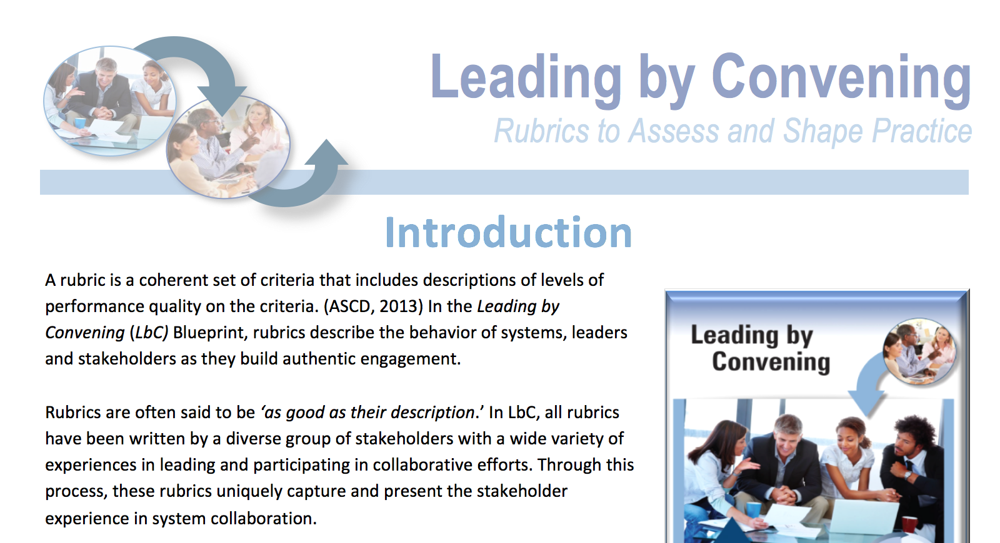 Leading by Convening
Rubrics to Assess and Shape Practice
Introduction
A rubric is a coherent set of criteria that includes descriptions of levels of
performance quality on the criteria. (ASCD, 2013) In the Leading by
Convening (LbC) Blueprint, rubrics describe the behavior of systems, leaders
and stakeholders as they build authentic engagement.
Rubrics are often said to be ‘as good as their description.’ In LbC, all rubrics
have been written by a diverse group of stakeholders with a wide variety of
experiences in leading and participating in collaborative efforts. Through this
process, these rubrics uniquely capture and present the stakeholder
experience in system collaboration.
Leading by
Convening